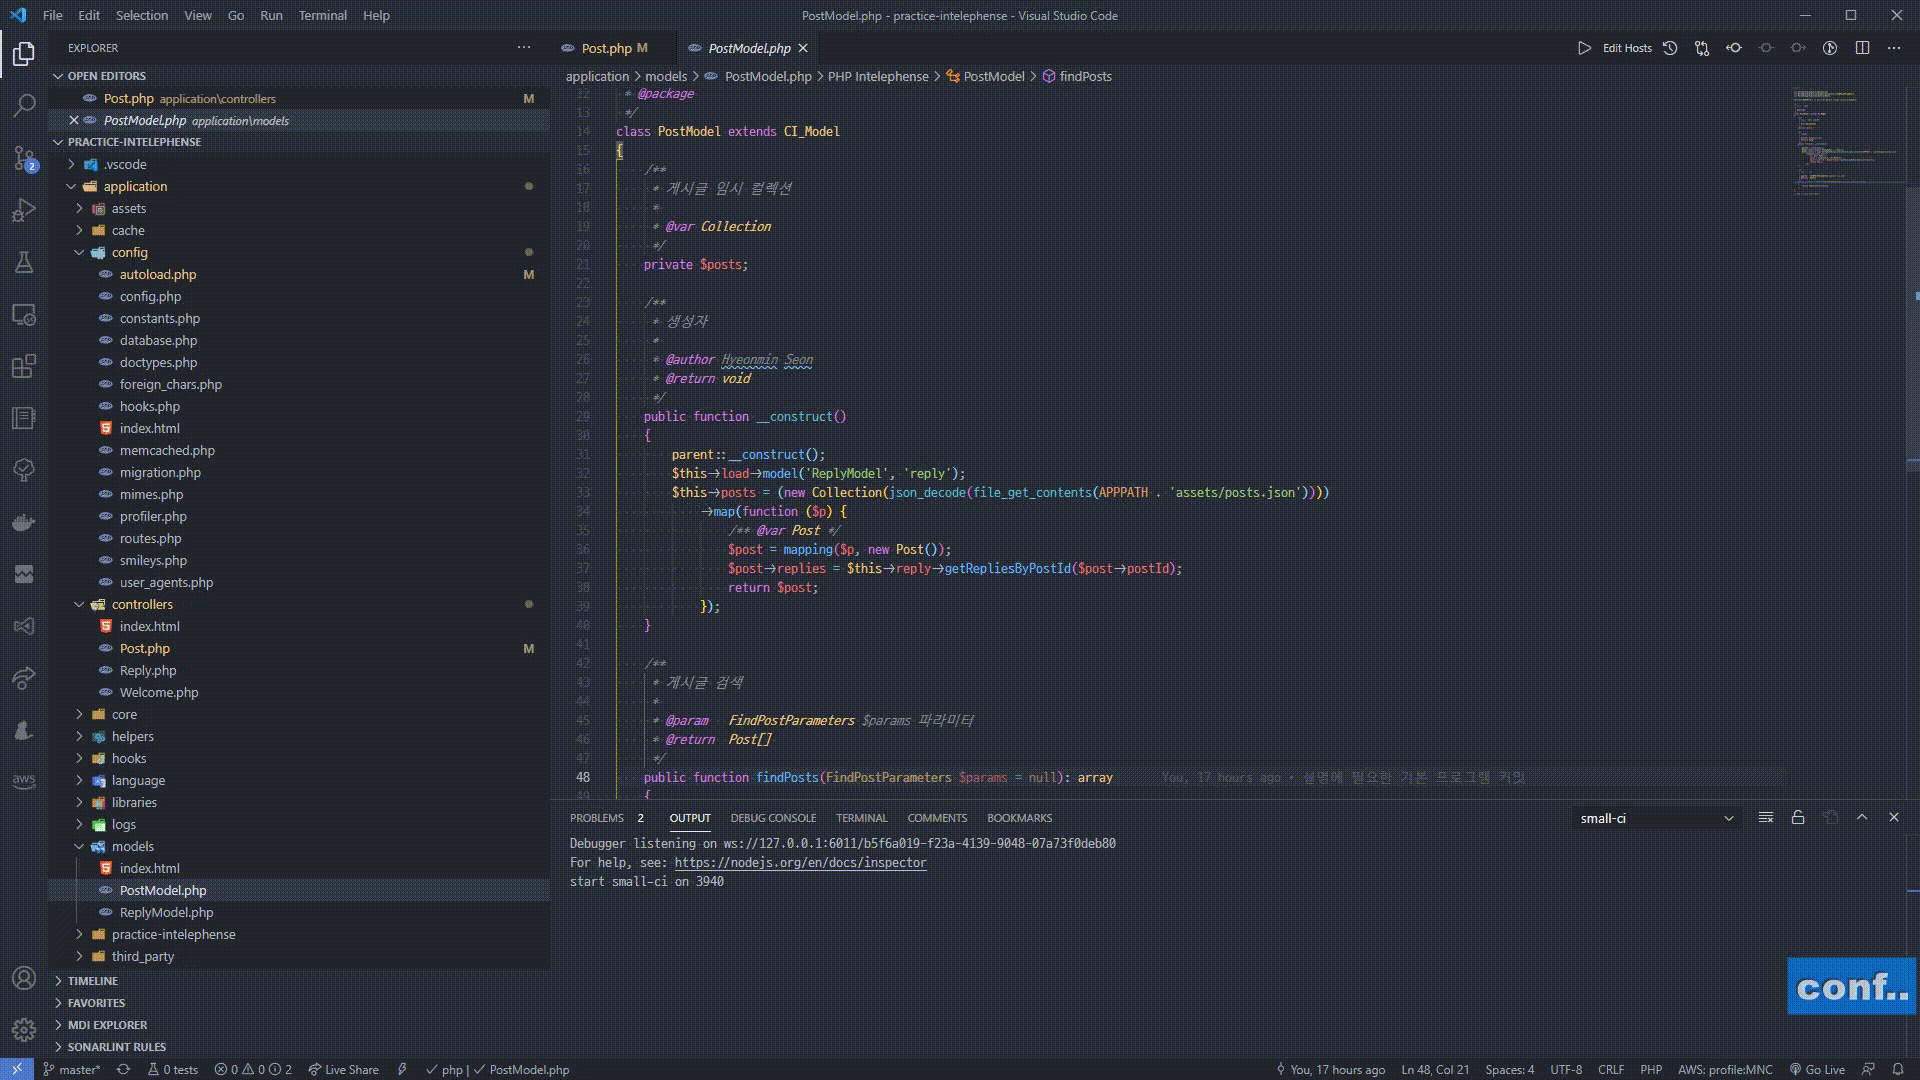 File Edit Selection View Go Run Terminal Help
PostModel.php - practice-intelephense - Visual Studio Code
EXPLORER
OPEN EDITORS
Post.php application\controllers M
PostModel.php application\models
PRACTICE-INTELEPHENSE
.vscode
application
assets
cache
config
autoload.php M
config.php
constants.php
database.php
doctypes.php
foreign_chars.php
hooks.php
index.html
memcached.php
migration.php
mimes.php
profiler.php
routes.php
smileys.php
user_agents.php
controllers
index.html
Post.php M
Reply.php
Welcome.php
core
helpers
hooks
language
libraries
logs
models
index.html
PostModel.php
ReplyModel.php
practice-intelephense
third_party
TIMELINE
FAVORITES
MDI EXPLORER
SONARLINT RULES
2
aws
Post.php M PostModel.php
Edit Hosts
application > models > PostModel.php > PHP Intelephense > PostModel > findPosts
12 * @package
13 */
14 class PostModel extends CI_Model
15 {
16 /**
17 * 게시글 임시 컬렉션
18 *
19 * @var Collection
20 */
21 private $posts;
22
23 /**
24 * 생성자
25 *
26 * @author Hyeonmin Seon
27 * @return void
28 */
29 public function __construct()
30 {
31 parent::__construct();
32 $this->load->model('ReplyModel', 'reply');
33 $this->posts = (new Collection(json_decode(file_get_contents(APPPATH . 'assets/posts.json'))))
34 ->map(function ($p) {
35 /** @var Post */
36 $post = mapping($p, new Post());
37 $post->replies = $this->reply->getRepliesByPostId($post->postId);
38 return $post;
39 });
40 }
41
42 /**
43 * 게시글 검색
44 *
45 * @param FindPostParameters $params 파라미터
46 * @return Post[]
47 */
48 public function findPosts(FindPostParameters $params = null): array You, 17 hours ago • 설명에 필요한 기본 프로그램 커밋
49 {
PROBLEMS 2 OUTPUT DEBUG CONSOLE TERMINAL COMMENTS BOOKMARKS
small-ci
Debugger listening on ws://127.0.0.1:6011/b5f6a019-f23a-4139-9048-07a73f0deb80
For help, see: https://nodejs.org/en/docs/inspector
start small-ci on 3940
conf..
master* 0 tests 0 0 2 Live Share php | PostModel.php
You, 17 hours ago Ln 48, Col 21 Spaces: 4 UTF-8 CRLF PHP AWS: profile:MNC Go Live